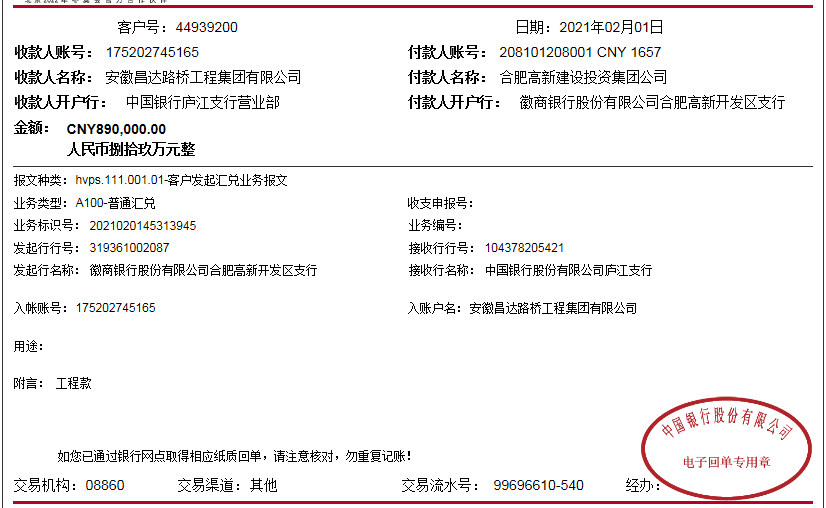 客户号：44939200 日期：2021年02月01日
收款人账号：175202745165 付款人账号：208101208001 CNY 1657
收款人名称：安徽昌达路桥工程集团有限公司 付款人名称：合肥高新建设投资集团公司
收款人开户行：中国银行庐江支行营业部 付款人开户行：徽商银行股份有限公司合肥高新开发区支行
金额：CNY890,000.00
人民币捌拾玖万元整
报文种类：hvps.111.001.01-客户发起汇兑业务报文
业务类型：A100-普通汇兑 收支申报号：
业务标识号：2021020145313945 业务编号：
发起行行号：319361002087 接收行行号：104378205421
发起行名称：徽商银行股份有限公司合肥高新开发区支行 接收行名称：中国银行股份有限公司庐江支行
入帐账号：175202745165 入账户名：安徽昌达路桥工程集团有限公司
用途：
附言：工程款
中国银行股份有限公司
电子回单专用章
如您已通过银行网点取得相应纸质回单，请注意核对，勿重复记账！
交易机构：08860 交易渠道：其他 交易流水号：99696610-540 经办：